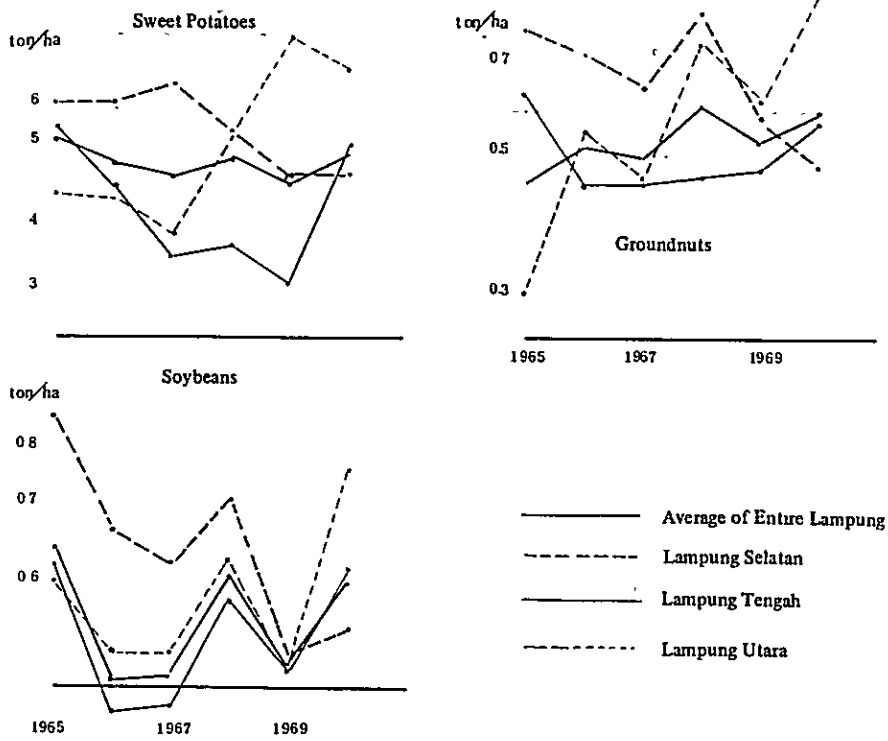 Sweet Potatoes
ton/ha
6
5
4
3
ton/ha
0.7
0.5
0.3
Groundnuts
1965 1967 1969
Soybeans
ton/ha
0 8
0 7
0 6
1965 1967 1969
Average of Entire Lampung
Lampung Selatan
Lampung Tengah
Lampung Utara